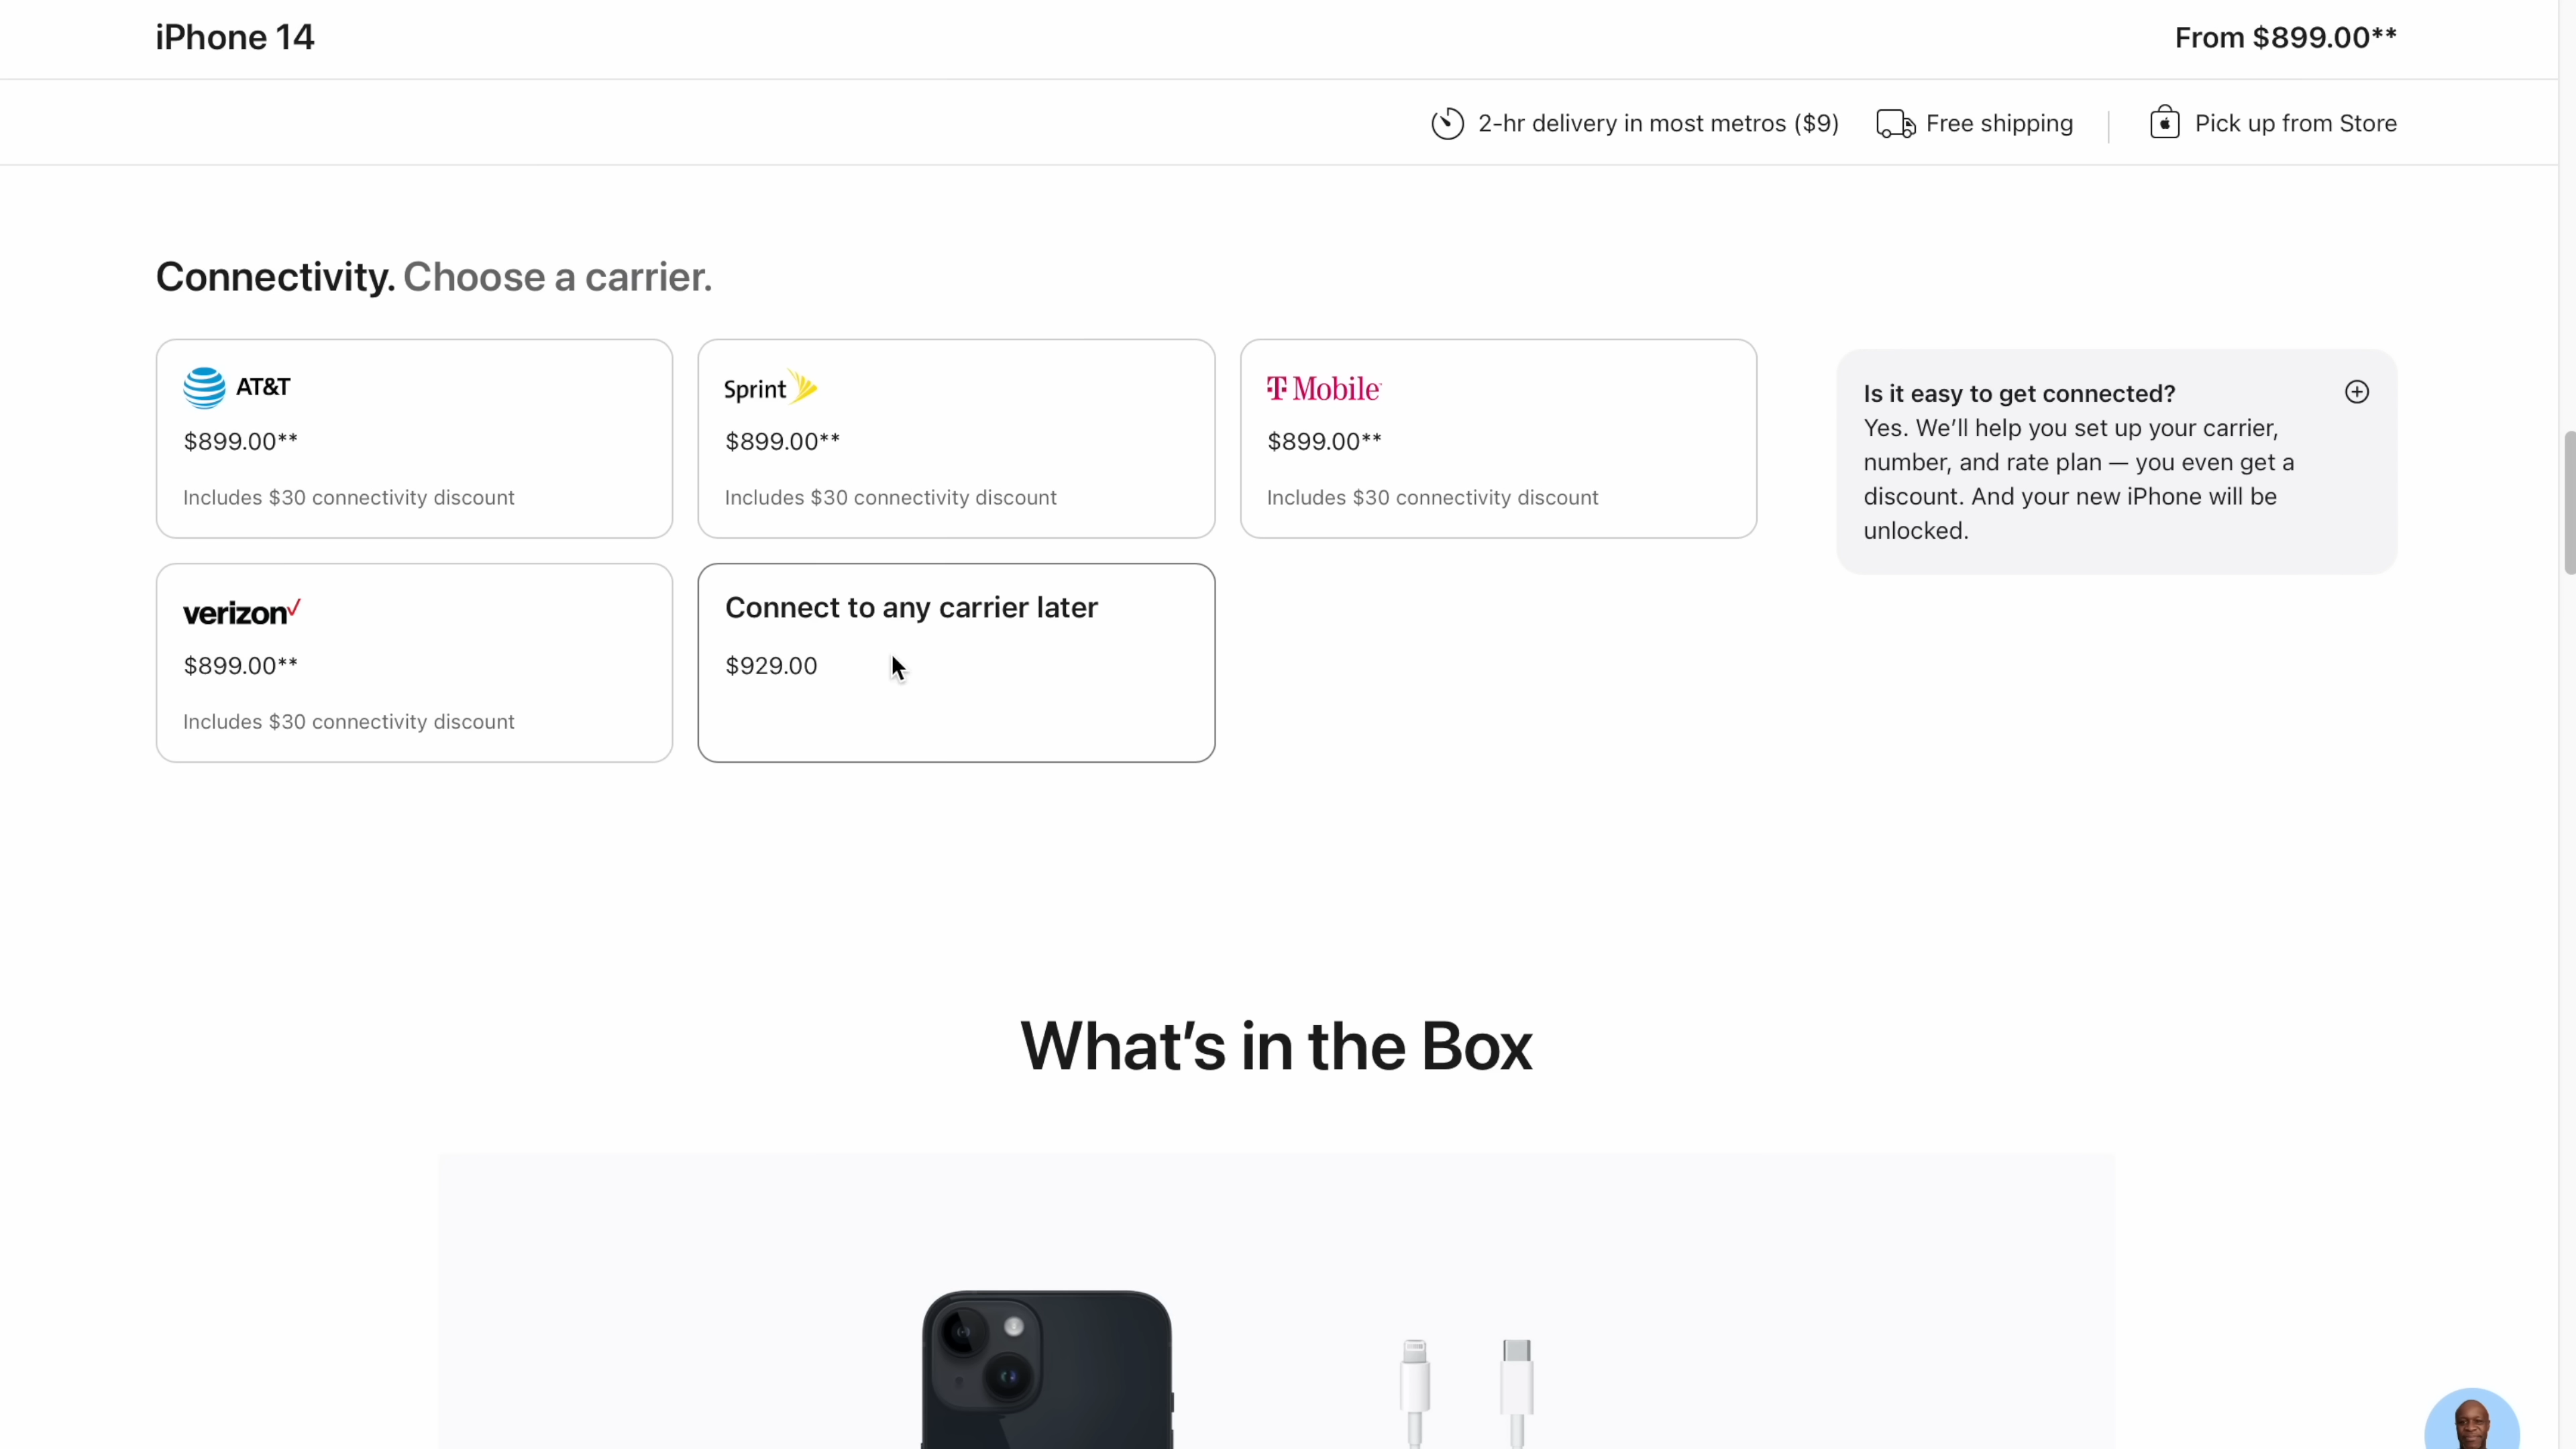 iPhone 14
From $899.00**
2-hr delivery in most metros ($9)
Free shipping
Pick up from Store
Connectivity. Choose a carrier.
AT&T
$899.00**
Includes $30 connectivity discount
Sprint
$899.00**
Includes $30 connectivity discount
T Mobile
$899.00**
Includes $30 connectivity discount
Is it easy to get connected?
Yes. We’ll help you set up your carrier,
number, and rate plan — you even get a
discount. And your new iPhone will be
unlocked.
verizon
$899.00**
Includes $30 connectivity discount
Connect to any carrier later
$929.00
What’s in the Box